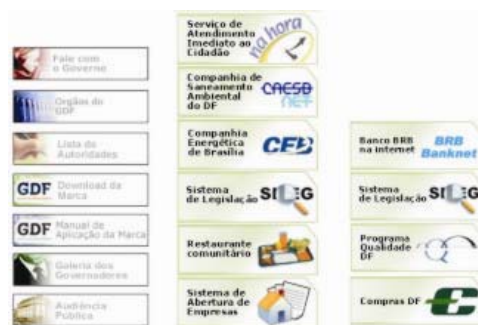 Fale com
o Governo
Orgãos do
GDF
Lista de
Autoridades
GDF
Download da
Marca
GDF
Manual de
Aplicação da Marca
Galeria dos
Governadores
Audiência
Pública
Serviço de
Atendimento
Imediato ao
Cidadão
na hora
Companhia de
Saneamento
Ambiental
do DF
CAESB
net
Companhia
Energética
de Brasília
CEB
Sistema
de Legislação
SILEG
Restaurante
comunitário
Sistema de
Abertura de
Empresas
Banco BRB
na Internet
BRB
Banknet
Sistema
de Legislação
SILEG
Programa
Qualidade
DF
Compras DF